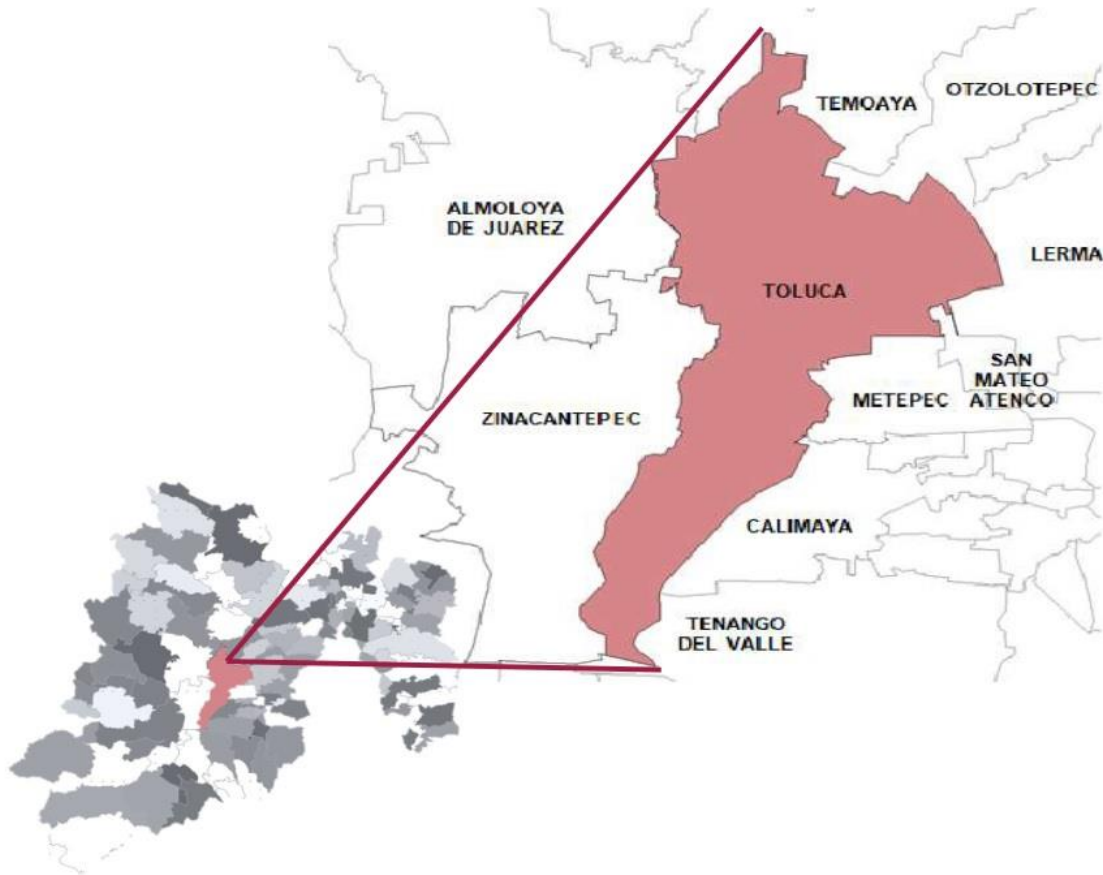 OTZOLOTEPEC
TEMOAYA
ALMOLOYA
DE JUAREZ
LERMA
TOLUCA
SAN
MATEO
ATENCO
METEPEC
ZINACANTEPEC
CALIMAYA
TENANGO
DEL VALLE